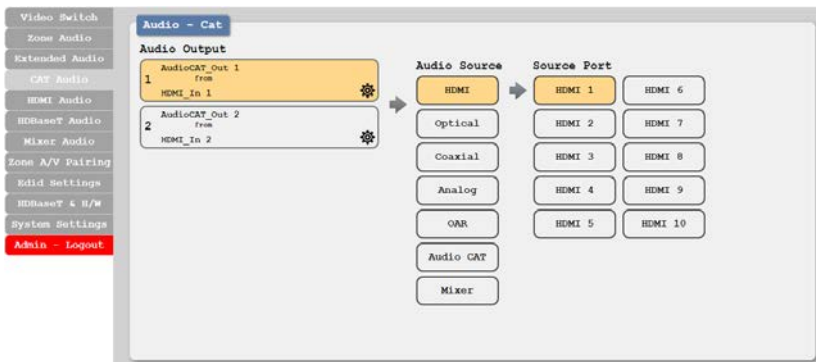 Video Switch
Zone Audio
Extended Audio
CAT Audio
HDMI Audio
HDBaseT Audio
Mixer Audio
Zone A/V Pairing
Edid Settings
HDBaseT & H/W
System Settings
Admin - Logout
Audio - Cat
Audio Output
1
AudioCAT_Out 1
from
HDMI_In 1
2
AudioCAT_Out 2
from
HDMI_In 2
Audio Source
HDMI
Optical
Coaxial
Analog
OAR
Audio CAT
Mixer
Source Port
HDMI 1
HDMI 2
HDMI 3
HDMI 4
HDMI 5
HDMI 6
HDMI 7
HDMI 8
HDMI 9
HDMI 10